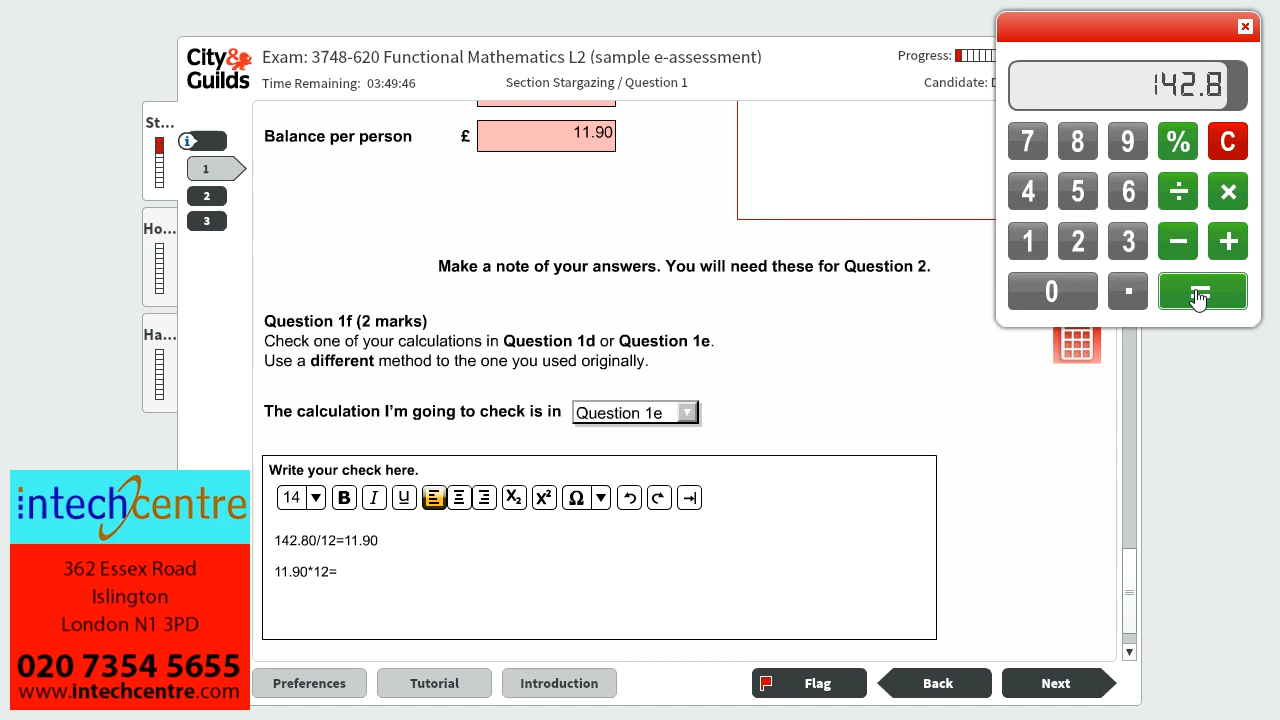 City&
Guilds
Exam: 3748-620 Functional Mathematics L2 (sample e-assessment)
Progress:
Time Remaining: 03:49:46
Section Stargazing / Question 1
Candidate: D
St...
Ho...
Ha...
i
1
2
3
Balance per person £ 11.90
Make a note of your answers. You will need these for Question 2.
Question 1f (2 marks)
Check one of your calculations in Question 1d or Question 1e.
Use a different method to the one you used originally.
The calculation I'm going to check is in Question 1e
Write your check here.
14 B I U X₂ X² Ω
142.80/12=11.90
11.90*12=
Preferences
Tutorial
Introduction
Flag
Back
Next
142.8
7 8 9 % C
4 5 6 ÷ ×
1 2 3 − +
0 . =
intechcentre
362 Essex Road
Islington
London N1 3PD
020 7354 5655
www.intechcentre.com